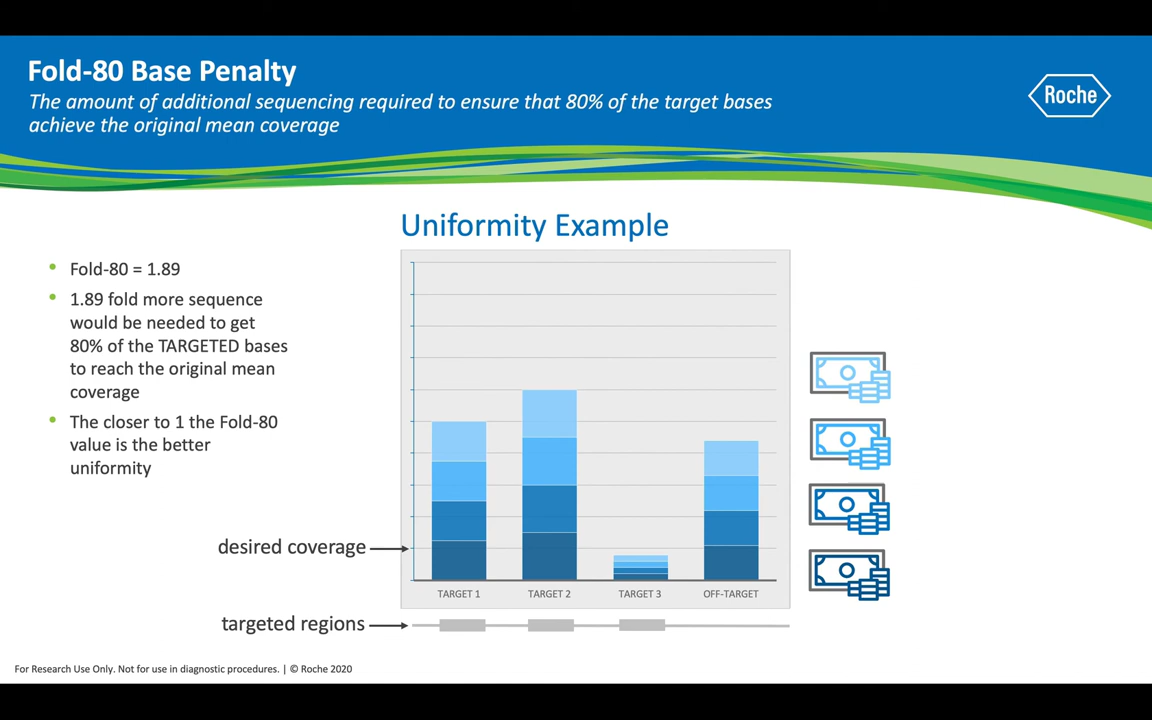 Fold-80 Base Penalty
The amount of additional sequencing required to ensure that 80% of the target bases
achieve the original mean coverage
Roche
Uniformity Example
• Fold-80 = 1.89
• 1.89 fold more sequence
would be needed to get
80% of the TARGETED bases
to reach the original mean
coverage
• The closer to 1 the Fold-80
value is the better
uniformity
desired coverage
TARGET 1 TARGET 2 TARGET 3 OFF-TARGET
targeted regions
For Research Use Only. Not for use in diagnostic procedures. | © Roche 2020